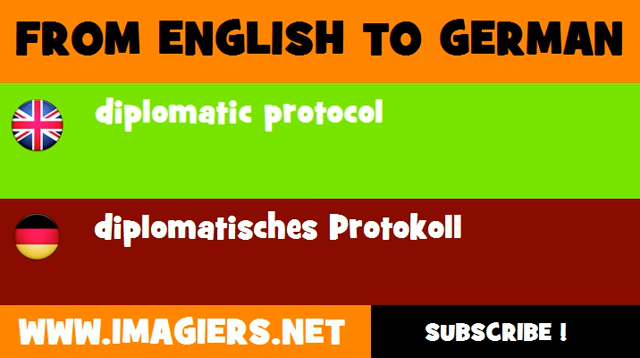 FROM ENGLISH TO GERMAN
diplomatic protocol
diplomatisches Protokoll
WWW.IMAGIERS.NET
SUBSCRIBE !